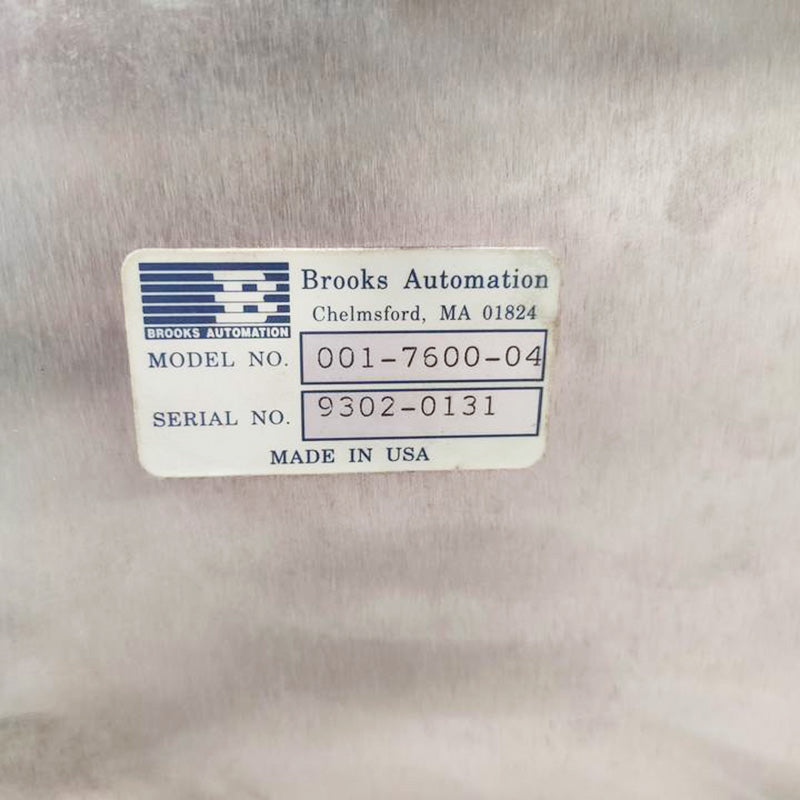 B
BROOKS AUTOMATION
Brooks Automation
Chelmsford, MA 01824
MODEL NO. 001-7600-04
SERIAL NO. 9302-0131
MADE IN USA